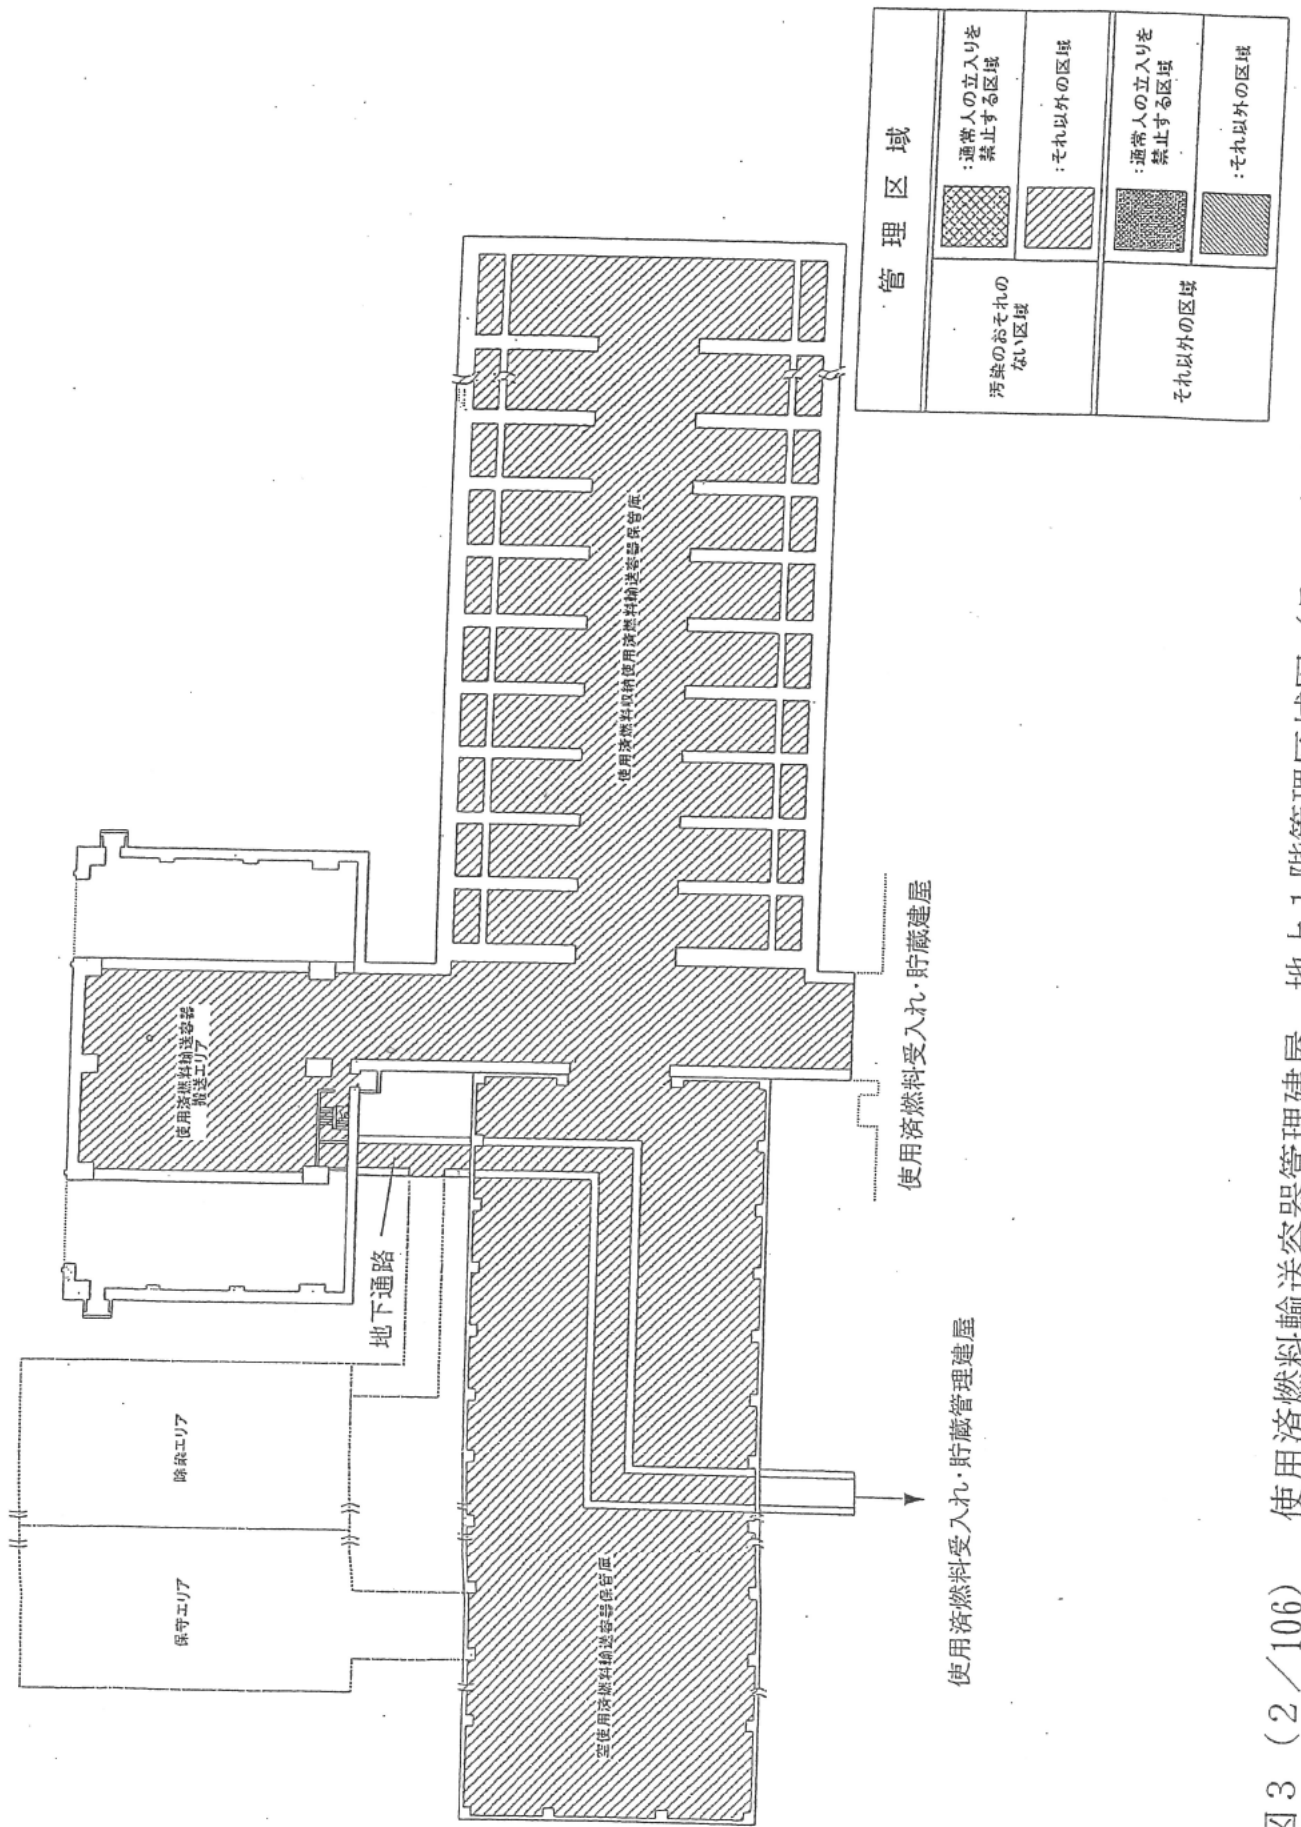 管理区域
汚染のおそれの
ない区域
:通常人の立入りを
禁止する区域
:それ以外の区域
それ以外の区域
:通常人の立入りを
禁止する区域
:それ以外の区域
使用済燃料輸送容器
搬送エリア
使用済燃料収納使用済燃料輸送容器保管庫
地下通路
除染エリア
保守エリア
空使用済燃料輸送容器保管庫
使用済燃料受入れ・貯蔵建屋
使用済燃料受入れ・貯蔵管理建屋
図3 (2/106) 使用済燃料輸送容器管理建屋 地上1階管理区域図